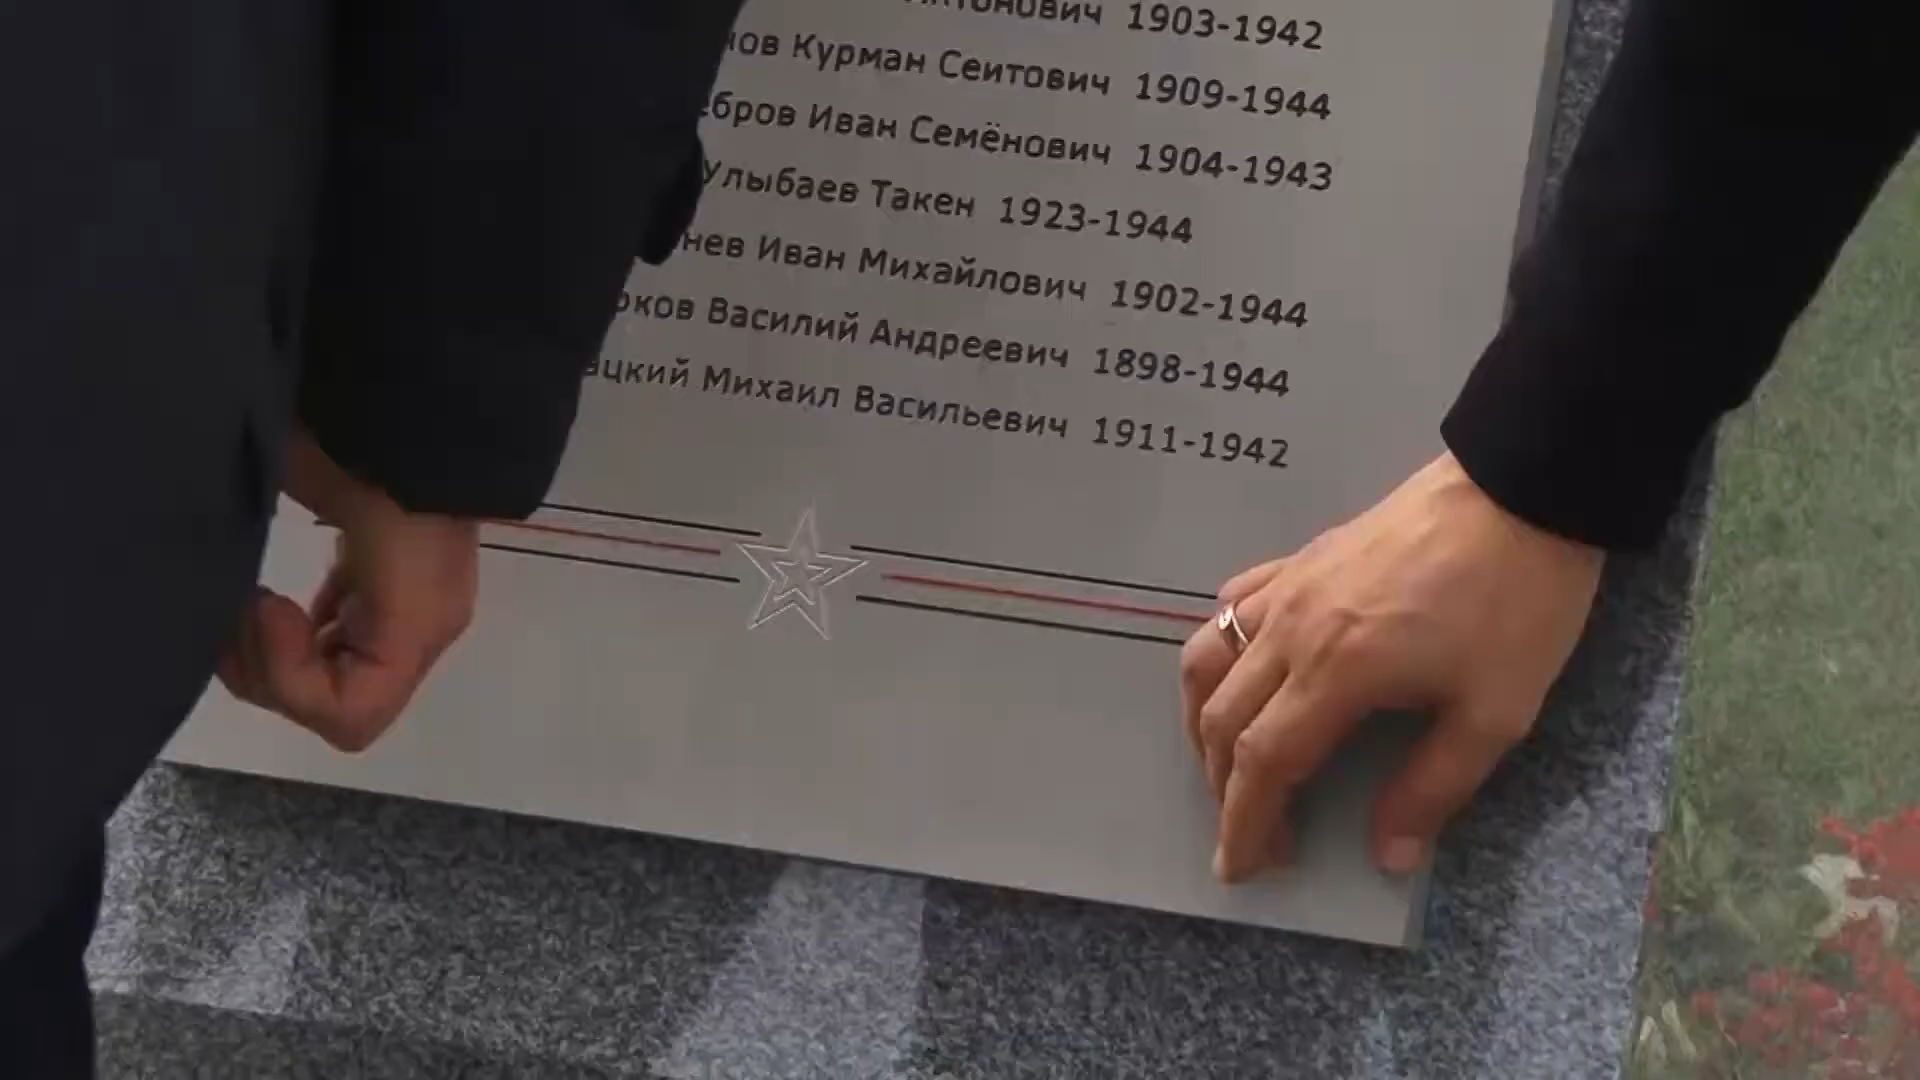 1903-1942
Курман Сеитович 1909-1944
Иван Семёнович 1904-1943
Такен 1923-1944
Иван Михайлович 1902-1944
Василий Андреевич 1898-1944
Михаил Васильевич 1911-1942